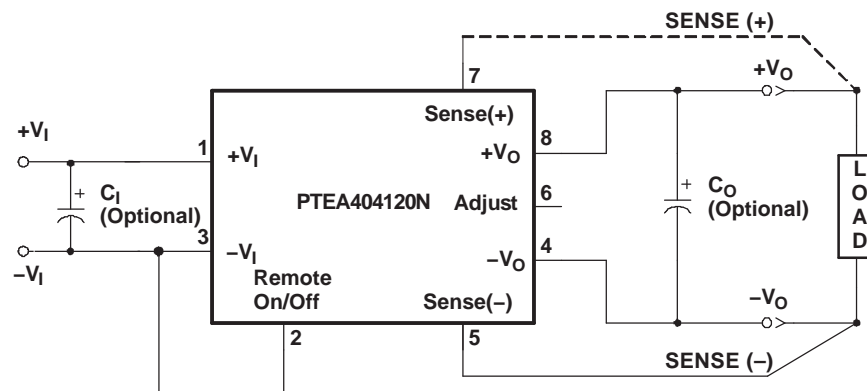 SENSE (+)
7
+VO
Sense(+)
8
+VI
1
+VI
+VO
CI
(Optional)
PTEA404120N
Adjust
6
CO
(Optional)
LOAD
3
–VI
4
–VO
–VI
Remote
On/Off
Sense(–)
–VO
2
5
SENSE (–)